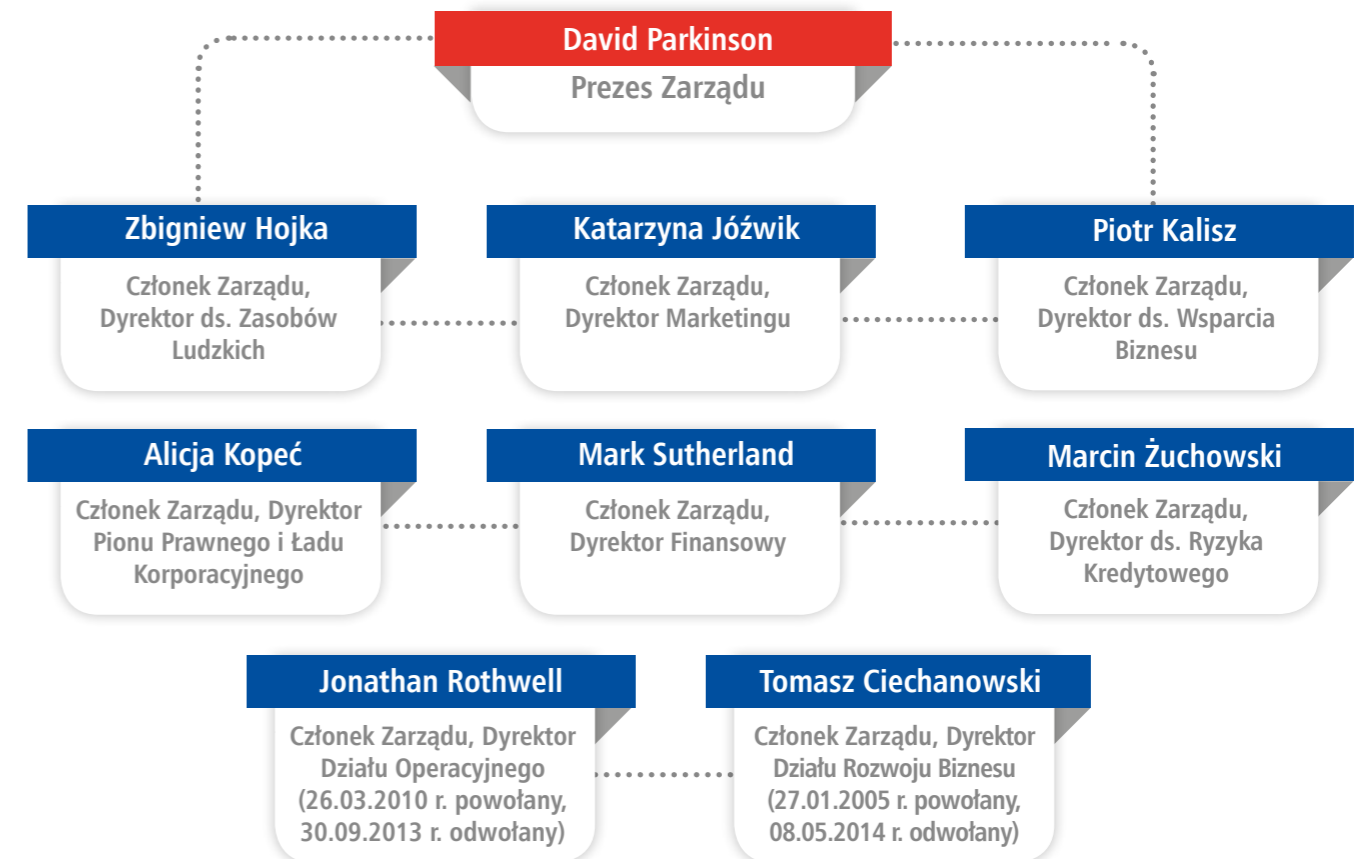 David Parkinson
Prezes Zarządu
Zbigniew Hojka
Członek Zarządu,
Dyrektor ds. Zasobów
Ludzkich
Katarzyna Jóźwik
Członek Zarządu,
Dyrektor Marketingu
Piotr Kalisz
Członek Zarządu,
Dyrektor ds. Wsparcia
Biznesu
Alicja Kopeć
Członek Zarządu, Dyrektor
Pionu Prawnego i Ładu
Korporacyjnego
Mark Sutherland
Członek Zarządu,
Dyrektor Finansowy
Marcin Żuchowski
Członek Zarządu,
Dyrektor ds. Ryzyka
Kredytowego
Jonathan Rothwell
Członek Zarządu, Dyrektor
Działu Operacyjnego
(26.03.2010 r. powołany,
30.09.2013 r. odwołany)
Tomasz Ciechanowski
Członek Zarządu, Dyrektor
Działu Rozwoju Biznesu
(27.01.2005 r. powołany,
08.05.2014 r. odwołany)